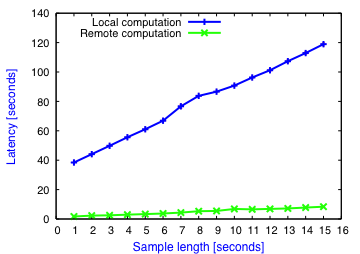 Local computation
Remote computation
140
120
100
80
60
40
20
0
Latency [seconds]
0 1 2 3 4 5 6 7 8 9 10 11 12 13 14 15 16
Sample length [seconds]